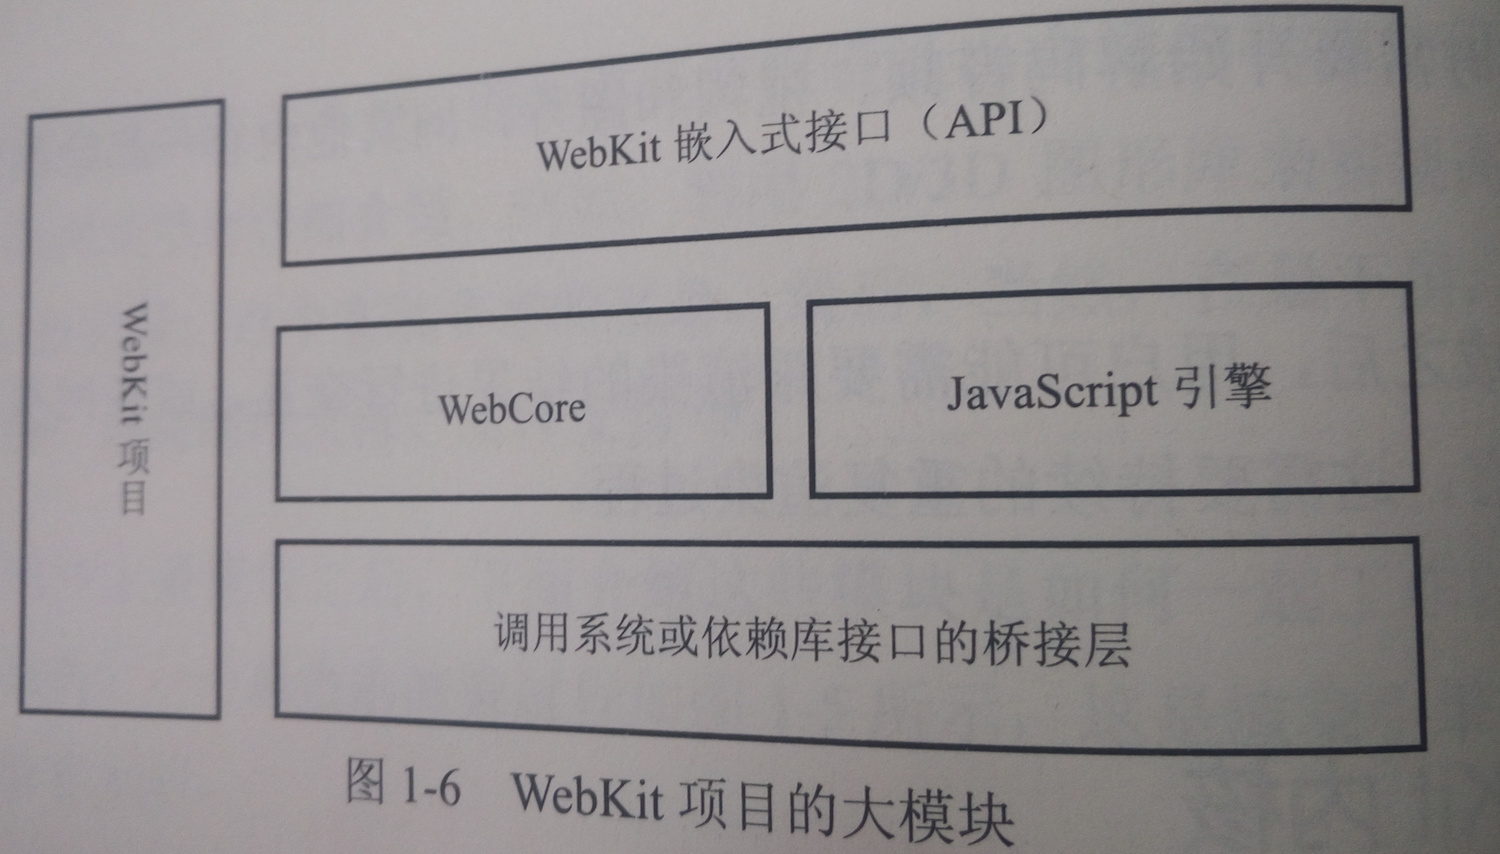 WebKit 项目
WebKit 嵌入式接口（API）
WebCore
JavaScript 引擎
调用系统或依赖库接口的桥接层
图 1-6 WebKit 项目的大模块